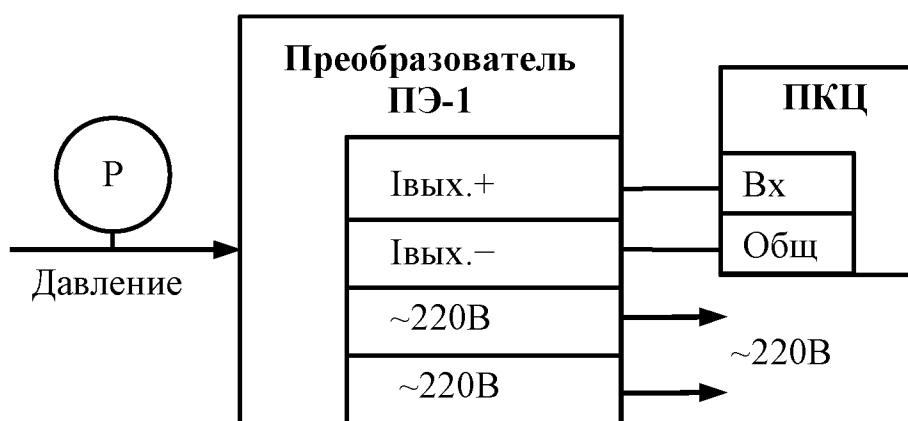 Преобразователь
ПЭ-1
ПКЦ
P
Iвых.+
Вх
Iвых.−
Общ
Давление
~220В
~220В
~220В